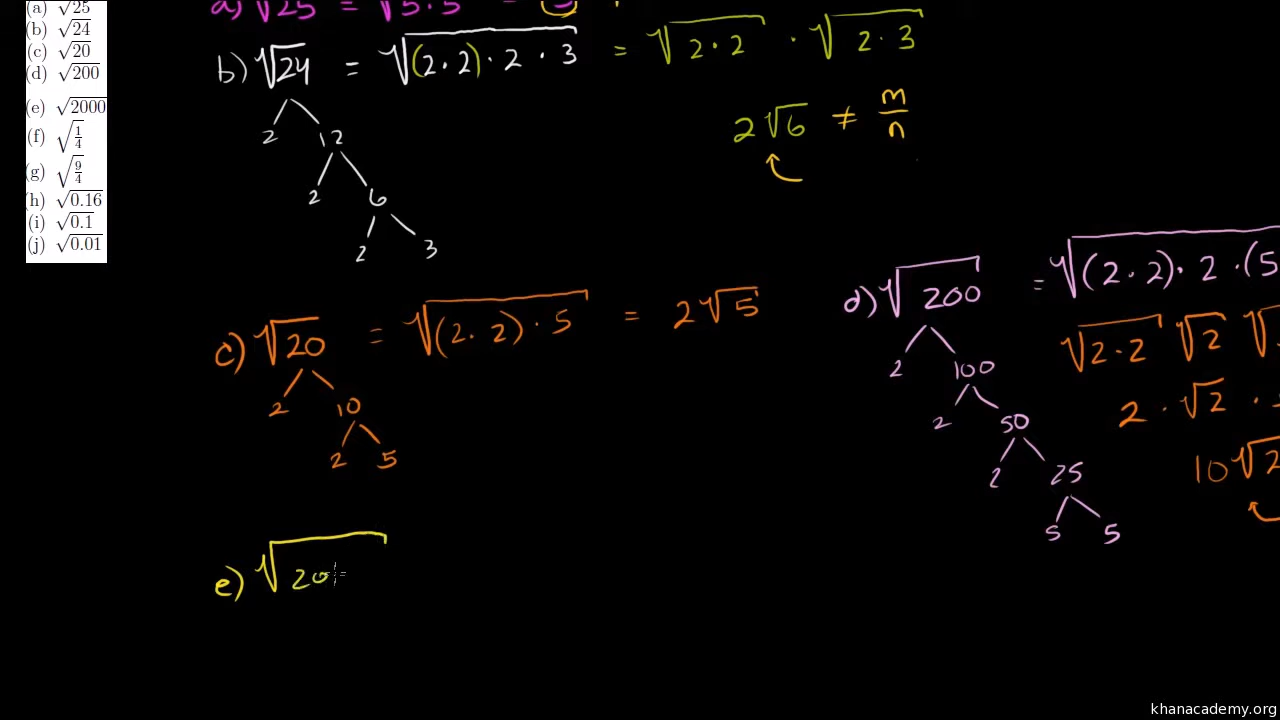 (a) √25
(b) √24
(c) √20
(d) √200
(e) √2000
(f) √1/4
(g) √9/4
(h) √0.16
(i) √0.1
(j) √0.01
a) √25 = √5·5 =
b) √24 = √(2·2)·2·3 = √2·2 · √2·3
2 12
2 6
2 3
2√6 ≠ m/n
c) √20 = √(2·2)·5 = 2√5
2 10
2 5
d) √200 = √(2·2)·2·(5
2 100
2 50
2 25
5 5
√2·2 √2 √
2 · √2 ·
10√2
e) √20
khanacademy.org